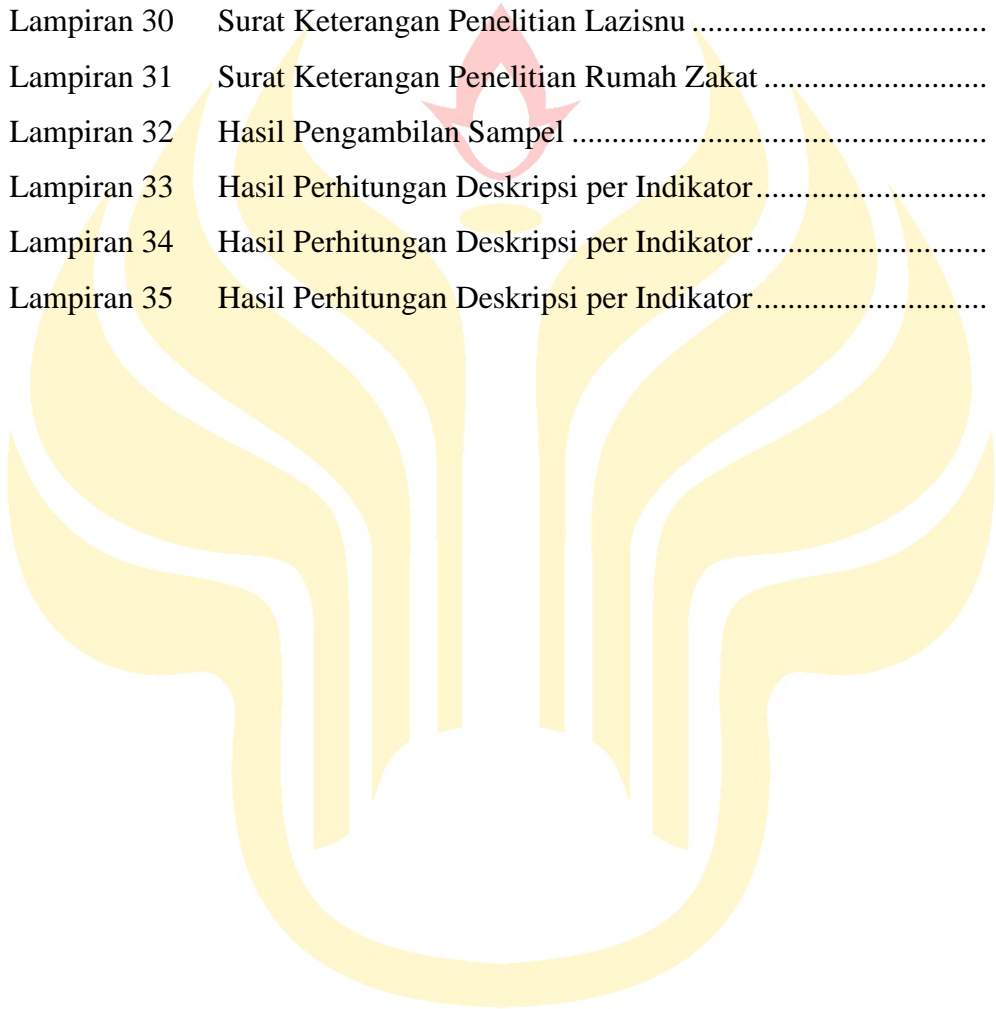 Lampiran 30 Surat Keterangan Penelitian Lazisnu ....................................
Lampiran 31 Surat Keterangan Penelitian Rumah Zakat ...........................
Lampiran 32 Hasil Pengambilan Sampel ...................................................
Lampiran 33 Hasil Perhitungan Deskripsi per Indikator............................
Lampiran 34 Hasil Perhitungan Deskripsi per Indikator............................
Lampiran 35 Hasil Perhitungan Deskripsi per Indikator............................